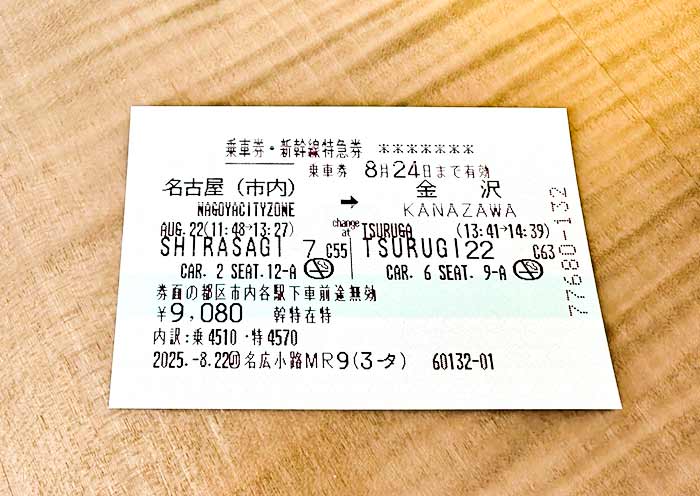 乗車券・新幹線特急券 *******
乗車券 8月24日まで有効
名古屋(市内) → 金沢
NAGOYACITYZONE KANAZAWA
AUG.22(11:48→13:27) change at TSURUGA (13:41→14:39)
SHIRASAGI 7 C55 TSURUGI 22 C63
CAR. 2 SEAT.12-A CAR. 6 SEAT. 9-A
券面の都区市内各駅下車前途無効
¥9,080 幹特在特
内訳:乗4510・特4570
2025.-8.22 名広小路MR9(3-タ) 60132-01
77680-132